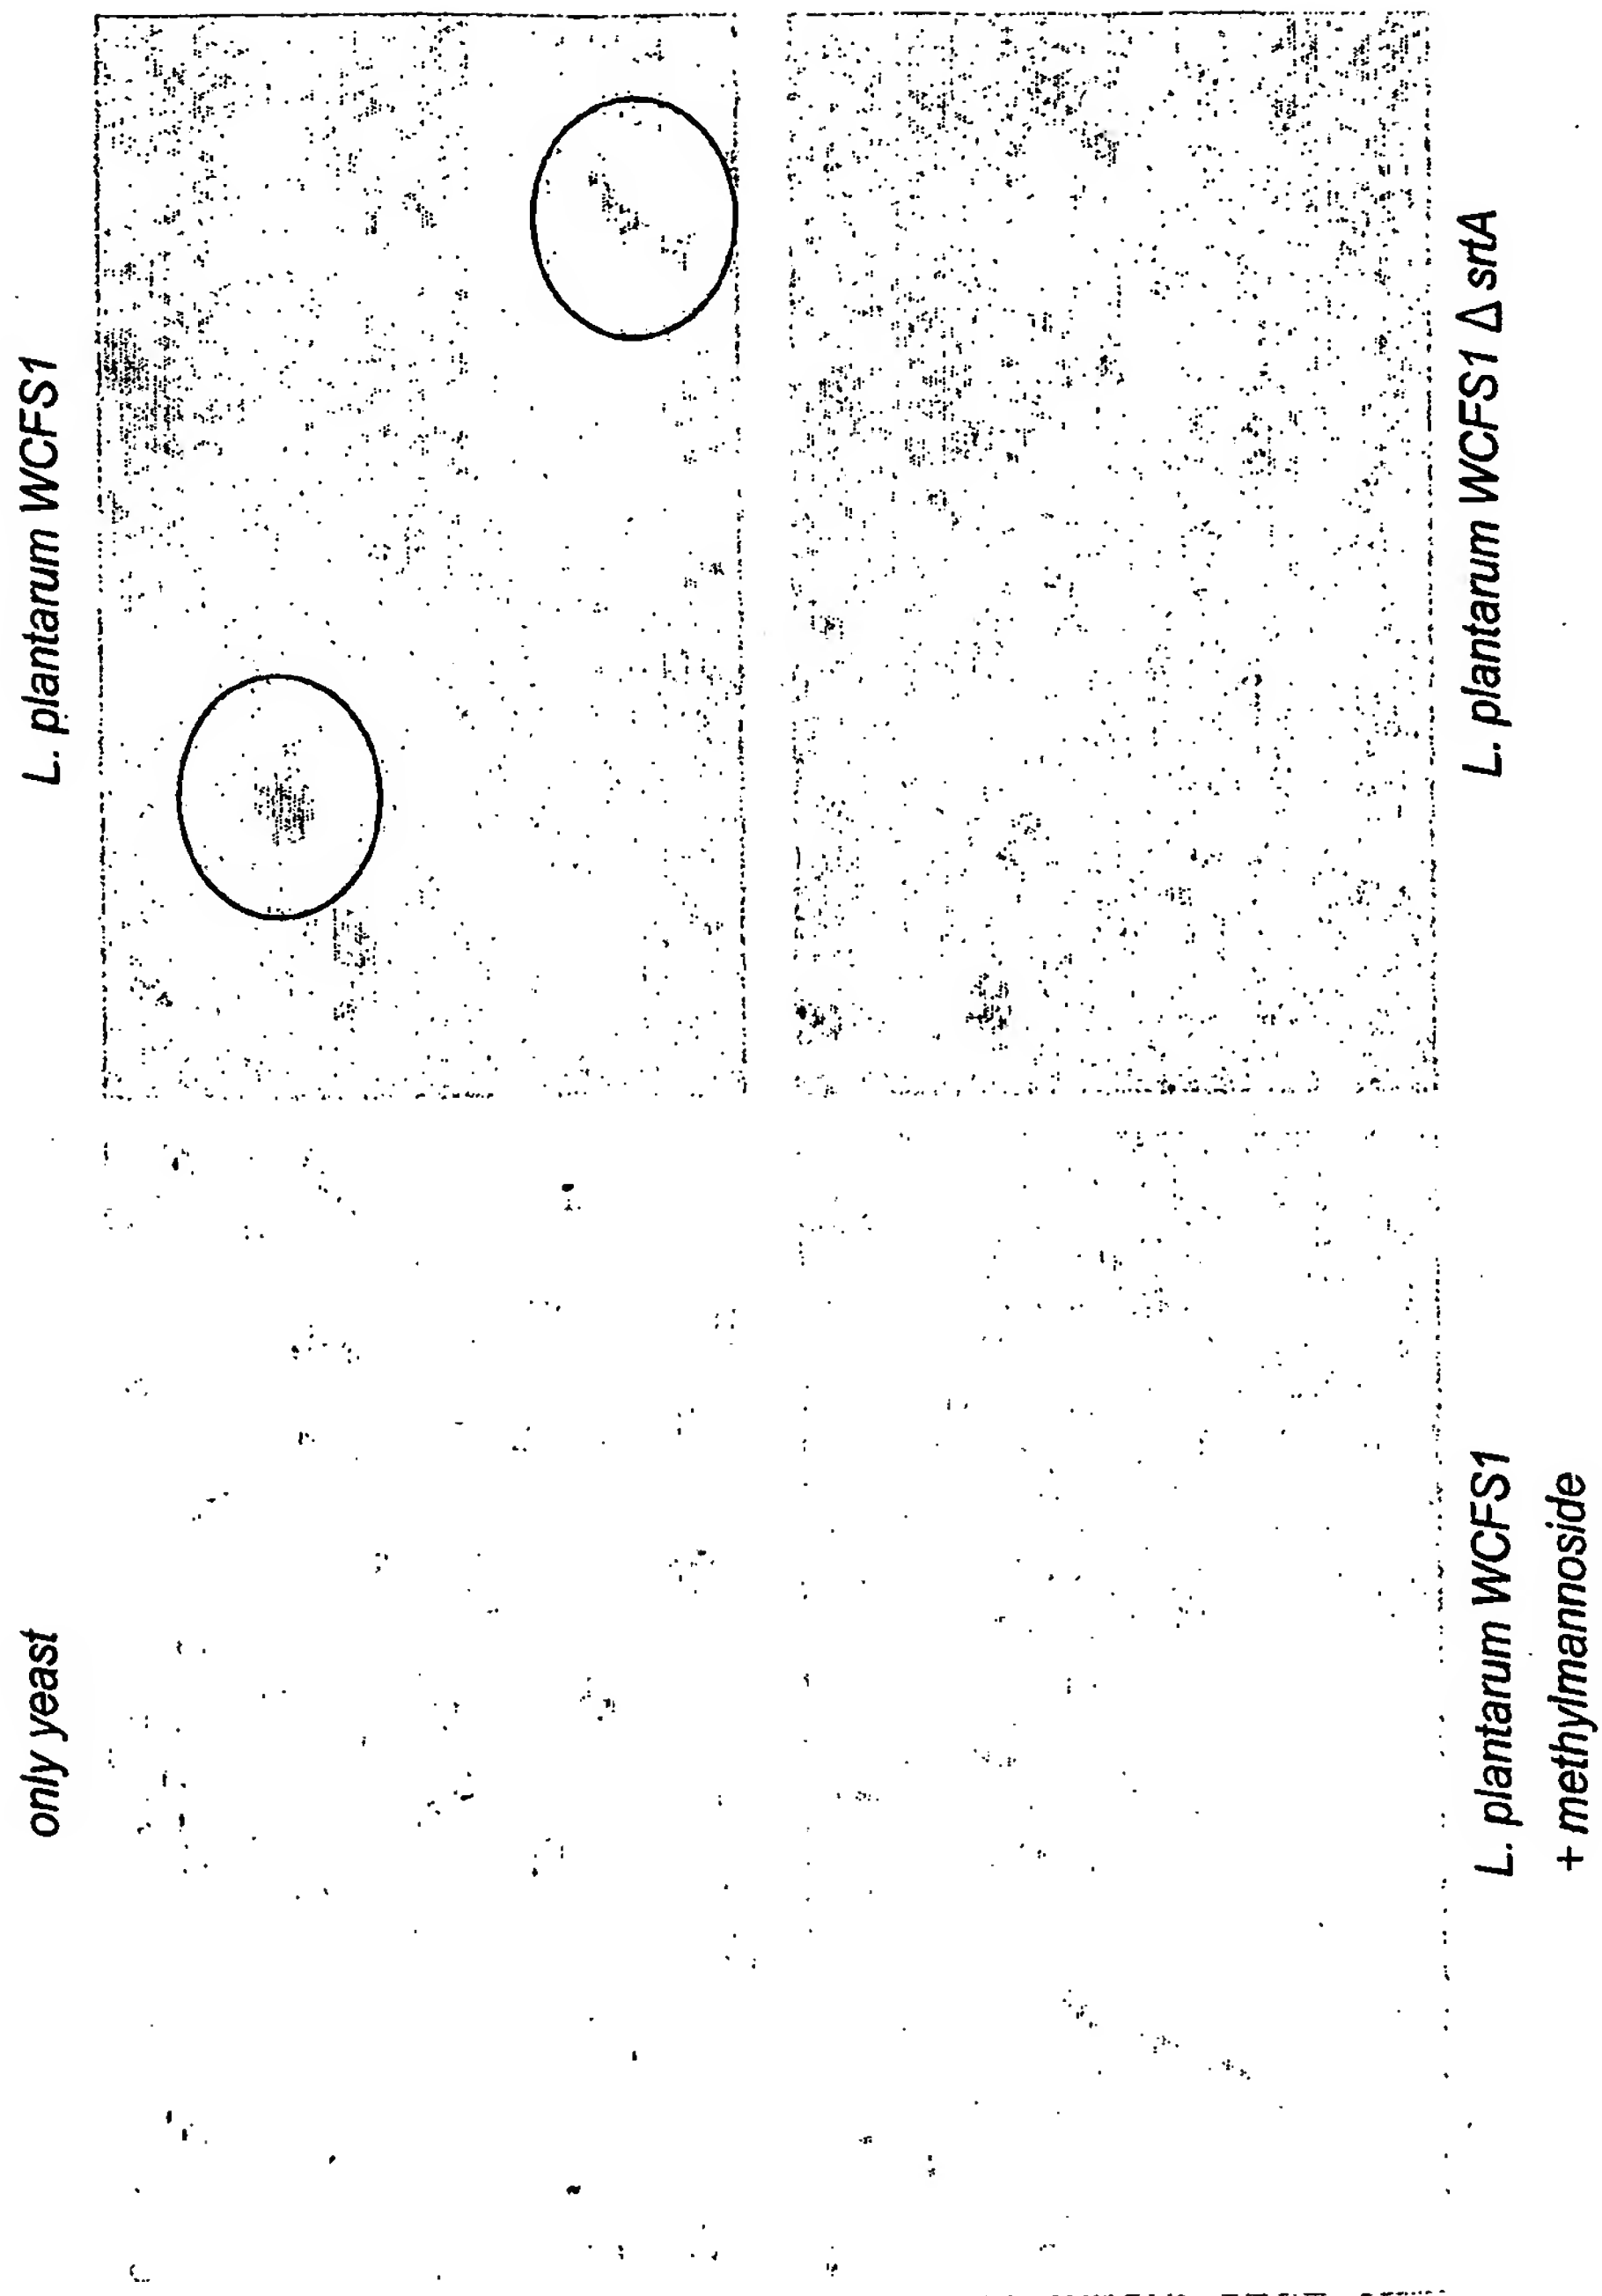 only yeast
L. plantarum WCFS1
L. plantarum WCFS1
+ methylmannoside
L. plantarum WCFS1 Δ srtA